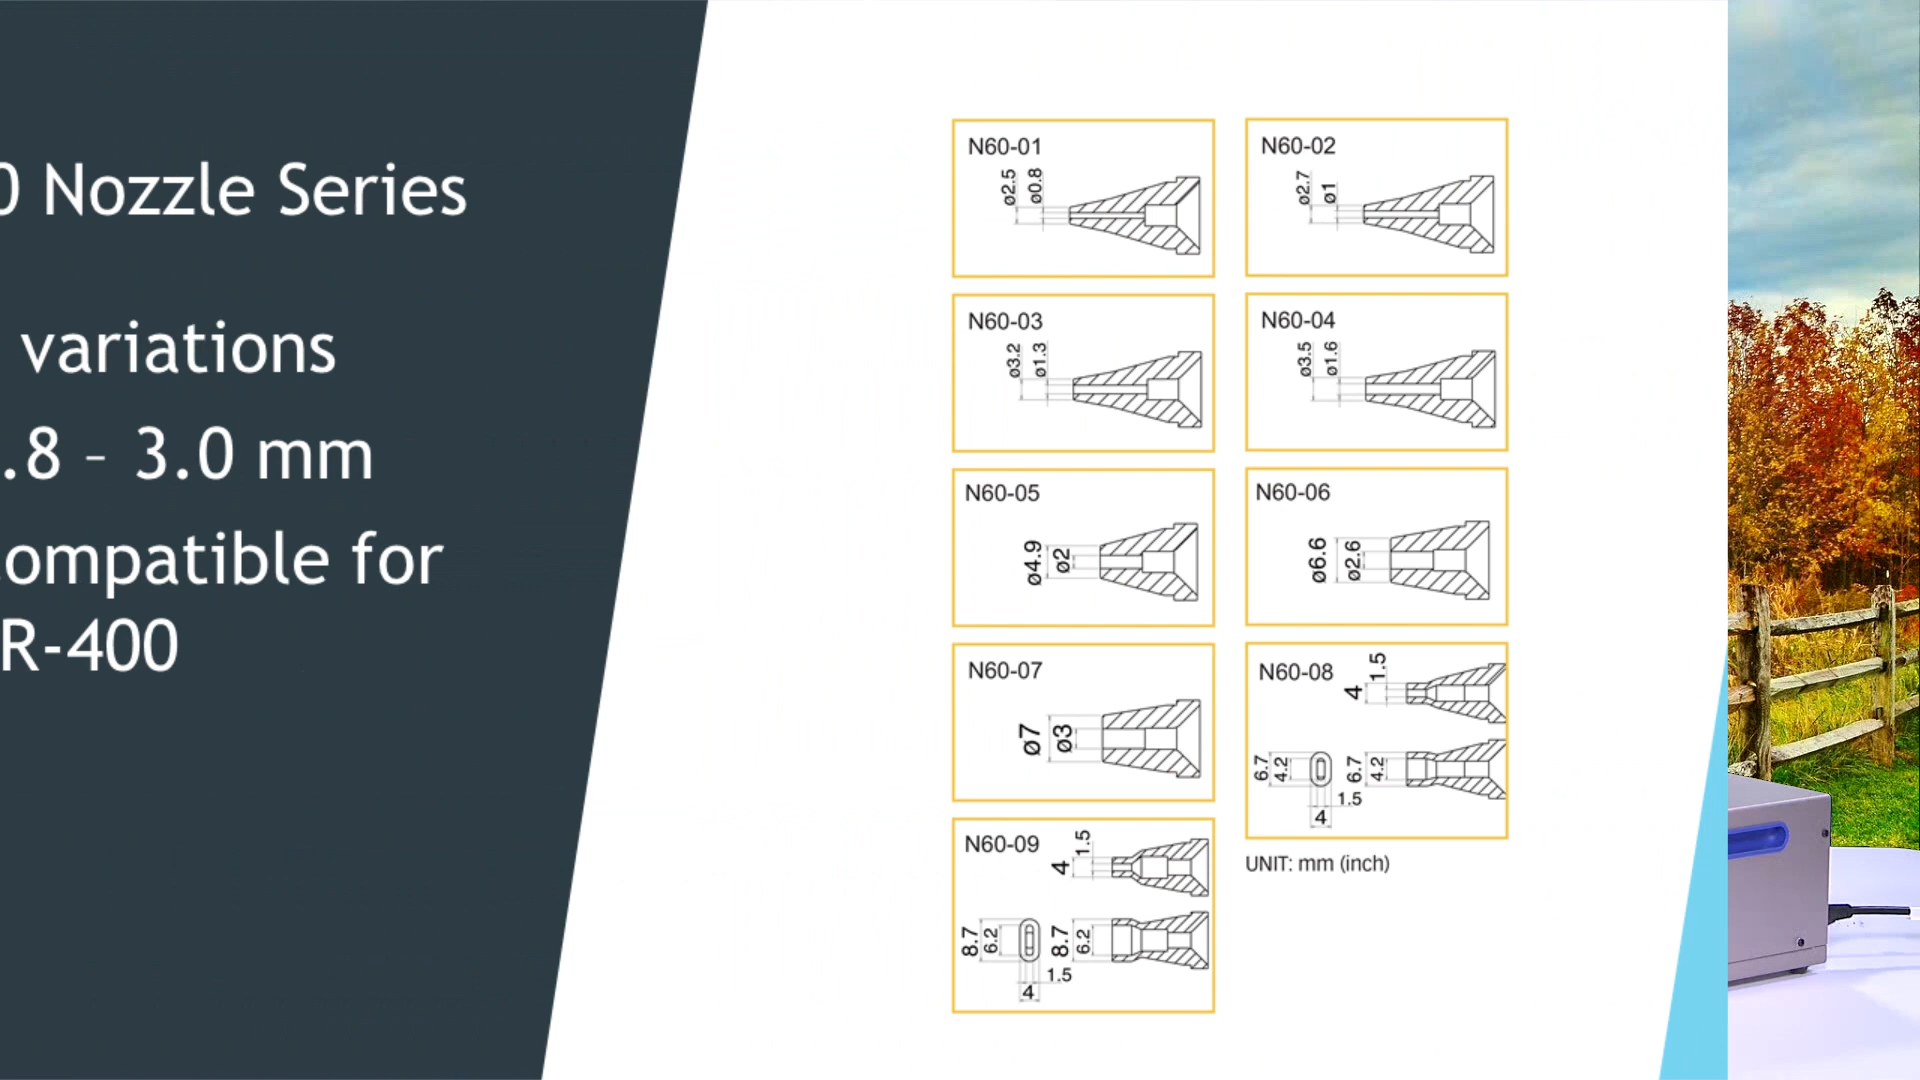 0 Nozzle Series
variations
.8 – 3.0 mm
ompatible for
R-400
N60-01
ø2.5
ø0.8
N60-02
ø2.7
ø1
N60-03
ø3.2
ø1.3
N60-04
ø3.5
ø1.6
N60-05
ø4.9
ø2
N60-06
ø6.6
ø2.6
N60-07
ø7
ø3
N60-08
4
1.5
6.7
4.2
6.7
4.2
1.5
4
N60-09
4
1.5
8.7
6.2
8.7
6.2
1.5
4
UNIT: mm (inch)